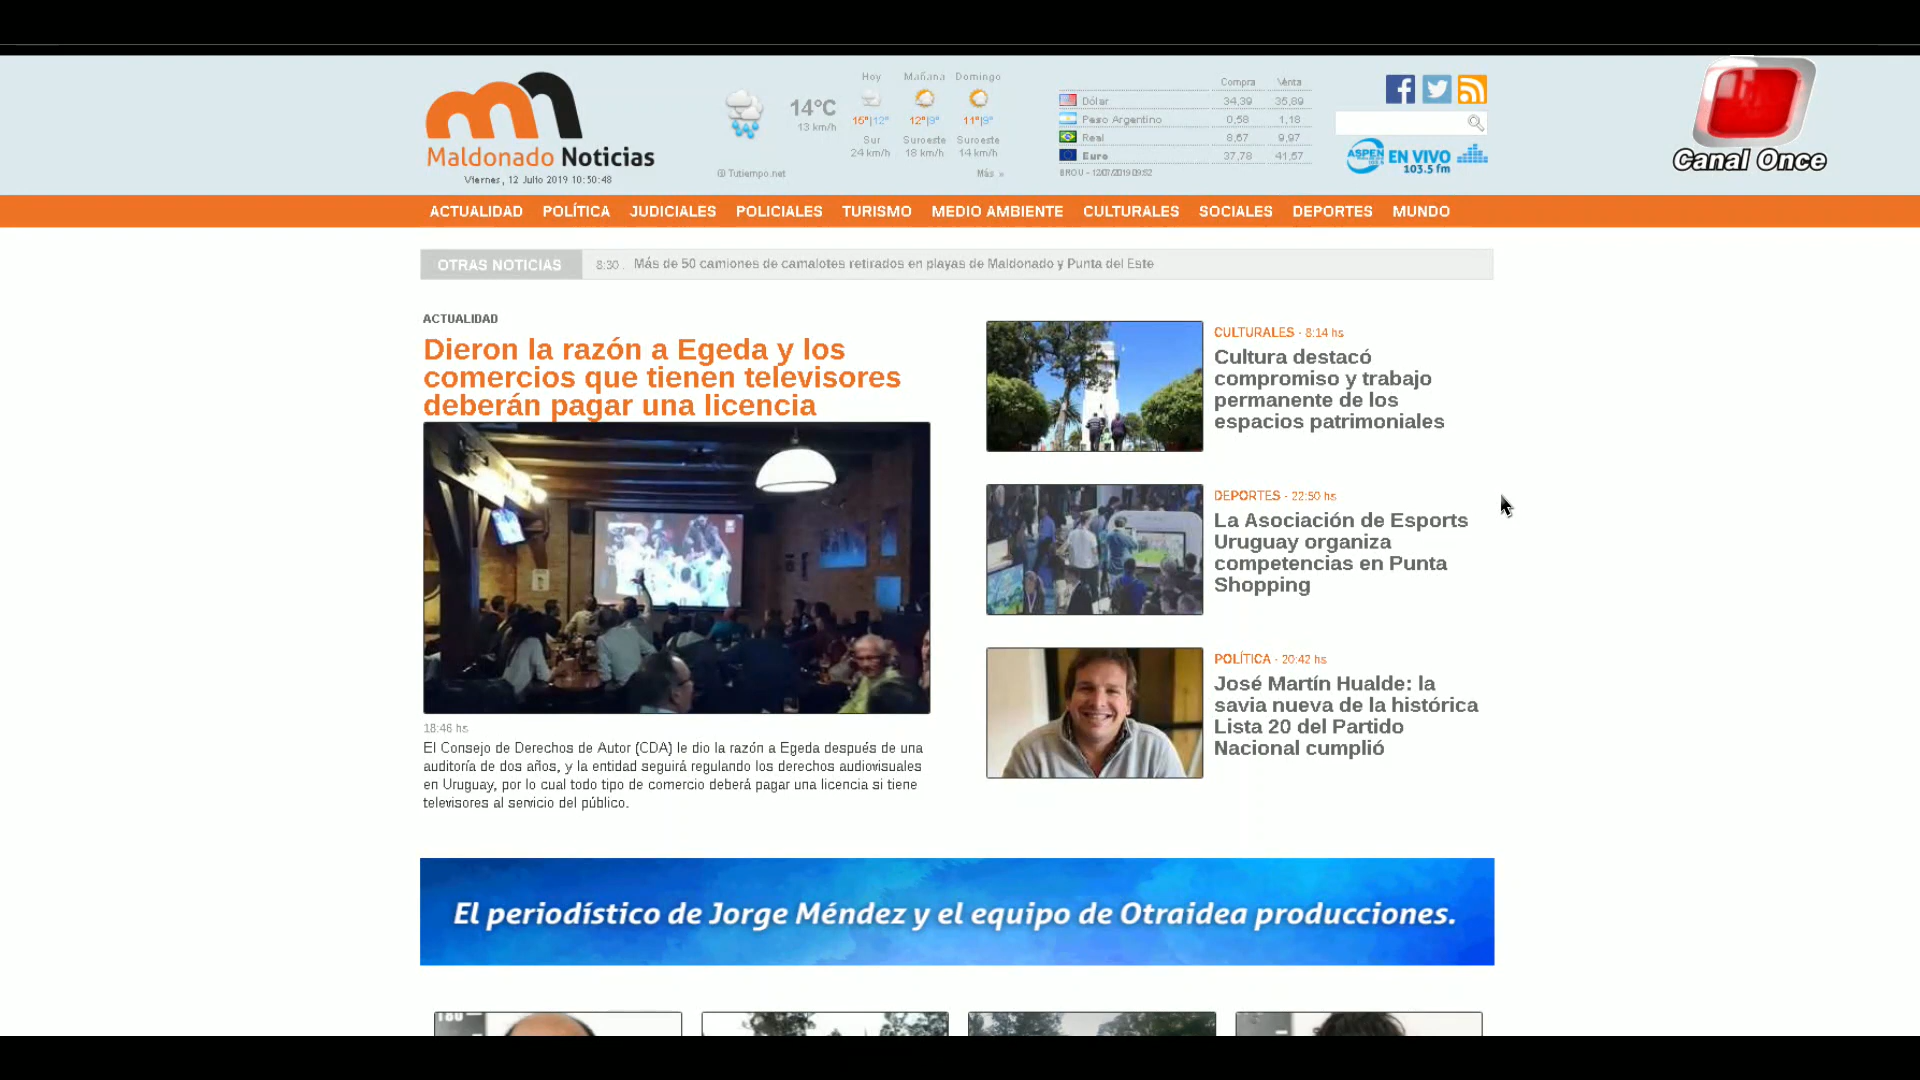 Maldonado Noticias
Viernes, 12 Julio 2019 10:50:48
14°C
13 km/h
Hoy Mañana Domingo
15°|12° 12°|9° 11°|9°
Sur Suroeste Suroeste
24 km/h 18 km/h 14 km/h
Tutiempo.net Más »
Compra Venta
Dólar 34,39 35,89
Peso Argentino 0,58 1,18
Real 8,67 9,97
Euro 37,78 41,57
BROU - 12/07/2019 09:52
ASPEN EN VIVO
103.5 fm
Canal Once
ACTUALIDAD POLÍTICA JUDICIALES POLICIALES TURISMO MEDIO AMBIENTE CULTURALES SOCIALES DEPORTES MUNDO
OTRAS NOTICIAS 8:30 . Más de 50 camiones de camalotes retirados en playas de Maldonado y Punta del Este
ACTUALIDAD
Dieron la razón a Egeda y los
comercios que tienen televisores
deberán pagar una licencia
18:46 hs
El Consejo de Derechos de Autor (CDA) le dio la razón a Egeda después de una
auditoría de dos años, y la entidad seguirá regulando los derechos audiovisuales
en Uruguay, por lo cual todo tipo de comercio deberá pagar una licencia si tiene
televisores al servicio del público.
CULTURALES - 8:14 hs
Cultura destacó
compromiso y trabajo
permanente de los
espacios patrimoniales
DEPORTES - 22:50 hs
La Asociación de Esports
Uruguay organiza
competencias en Punta
Shopping
POLÍTICA - 20:42 hs
José Martín Hualde: la
savia nueva de la histórica
Lista 20 del Partido
Nacional cumplió
El periodístico de Jorge Méndez y el equipo de Otraidea producciones.
180